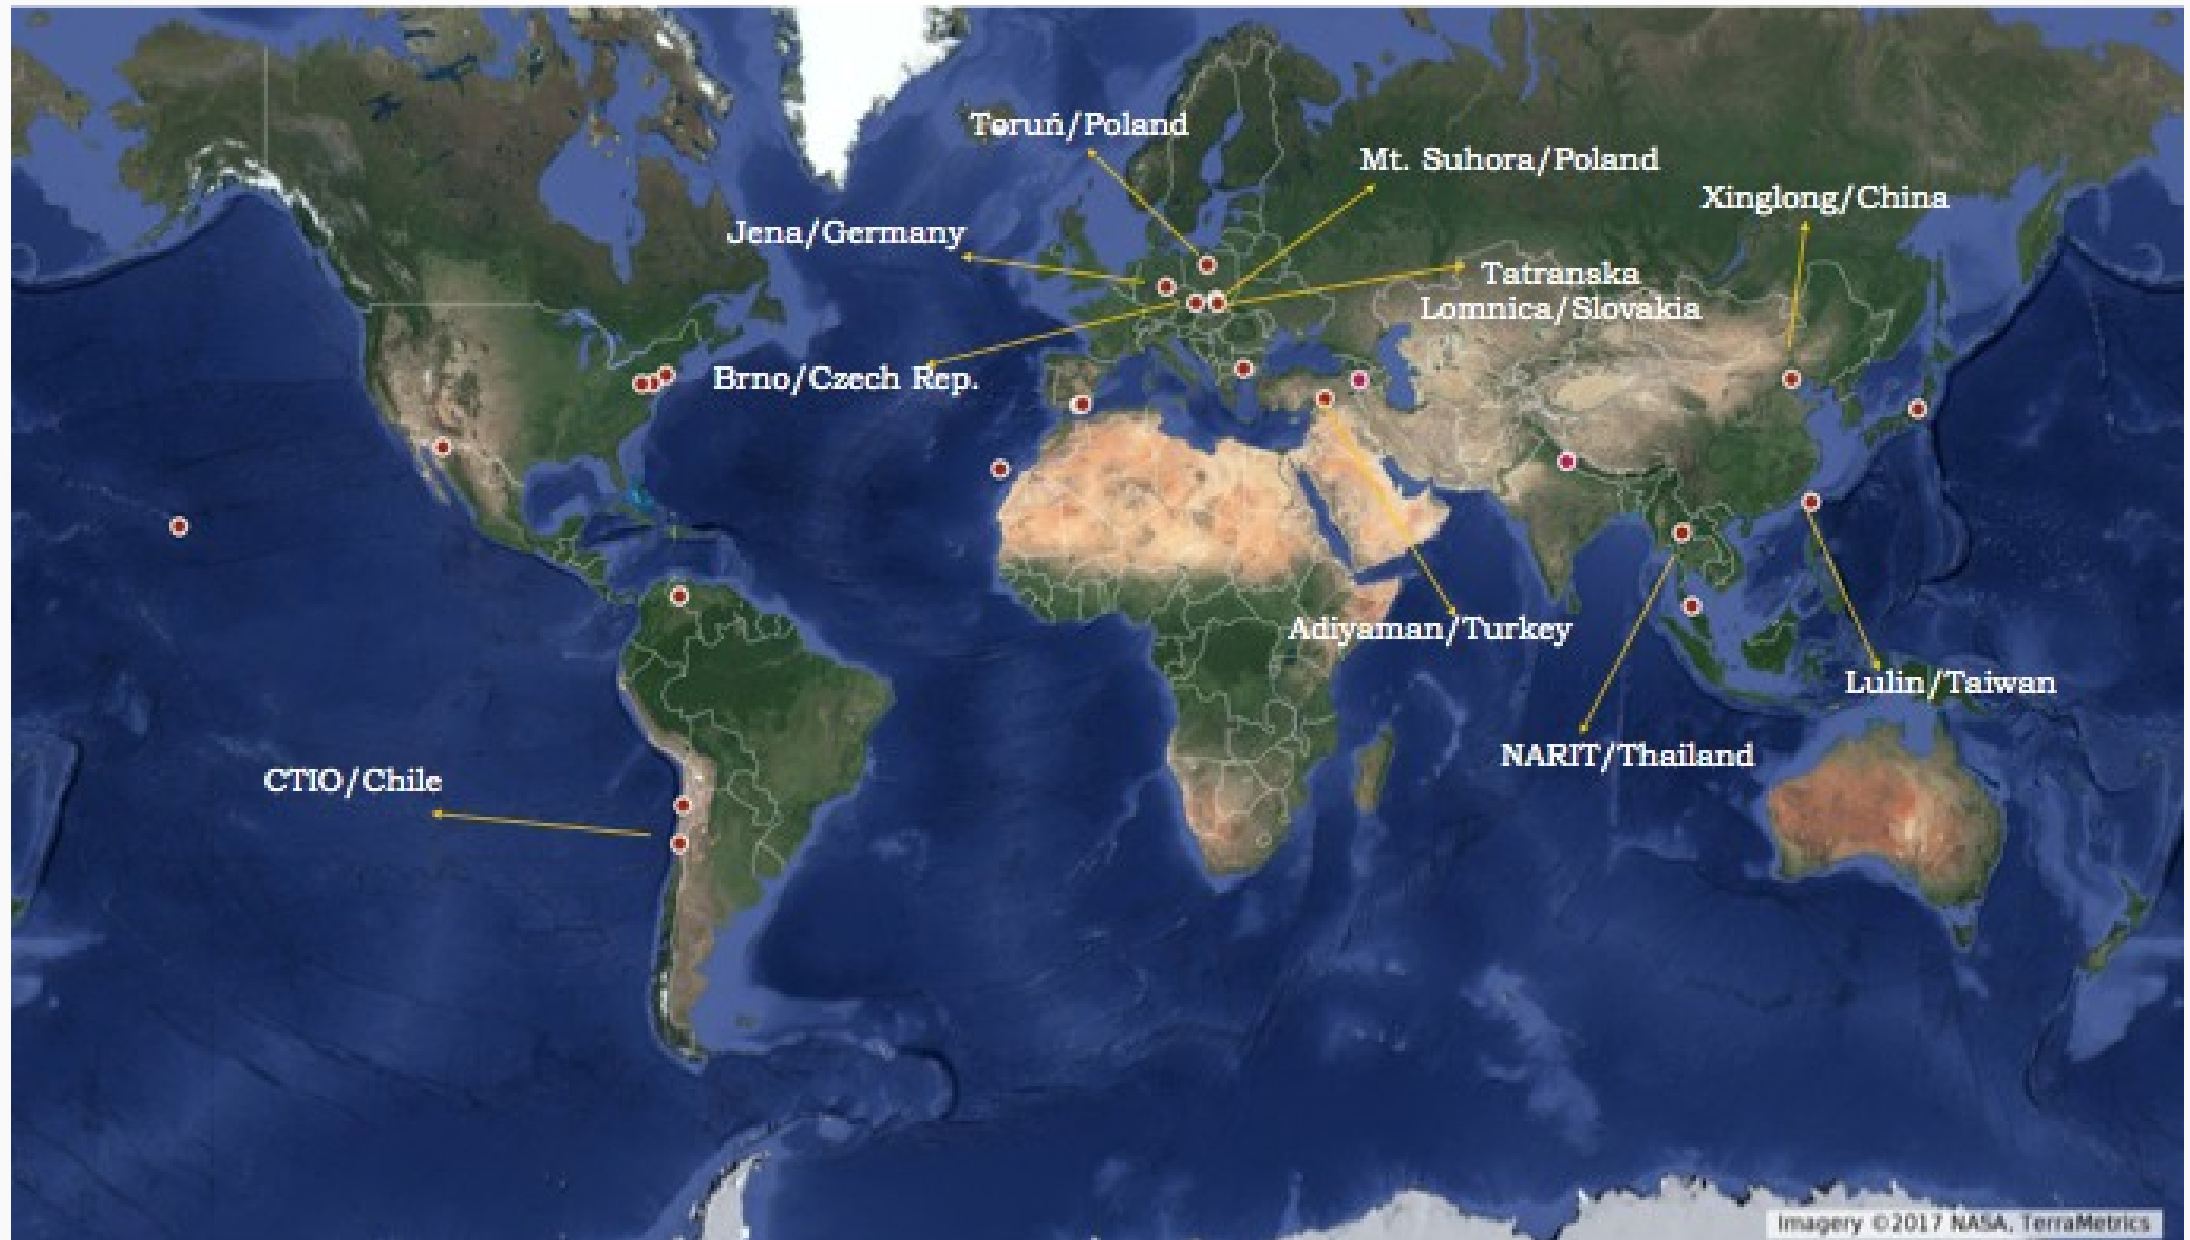 Toruń/Poland
Mt. Suhora/Poland
Xinglong/China
Jena/Germany
Tatranska
Lomnica/Slovakia
Brno/Czech Rep.
Adiyaman/Turkey
Lulin/Taiwan
NARIT/Thailand
CTIO/Chile
Imagery ©2017 NASA, TerraMetrics